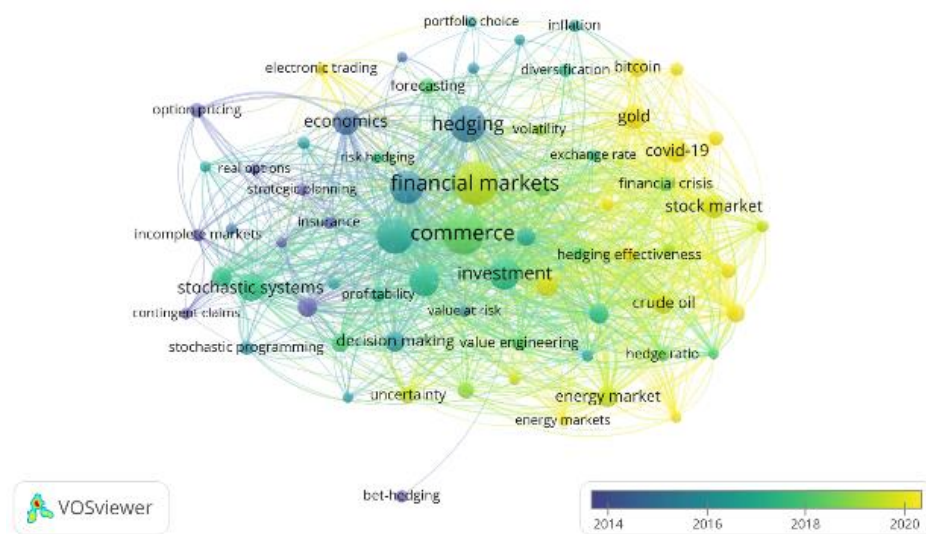 portfolio choice
inflation
electronic trading
diversification
bitcoin
forecasting
option pricing
economics
hedging
volatility
gold
risk hedging
exchange rate
covid-19
real options
strategic planning
financial markets
financial crisis
stock market
insurance
commerce
incomplete markets
hedging effectiveness
investment
stochastic systems
profitability
crude oil
contingent claims
value at risk
stochastic programming
decision making
value engineering
hedge ratio
uncertainty
energy market
energy markets
bet-hedging
VOSviewer
2014
2016
2018
2020